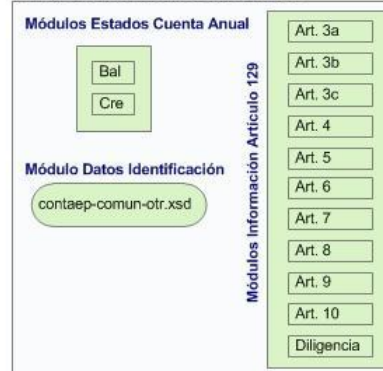 Módulos Estados Cuenta Anual
Bal
Cre
Módulo Datos Identificación
contaep-comun-otr.xsd
Módulos Información Artículo 129
Art. 3a
Art. 3b
Art. 3c
Art. 4
Art. 5
Art. 6
Art. 7
Art. 8
Art. 9
Art. 10
Diligencia